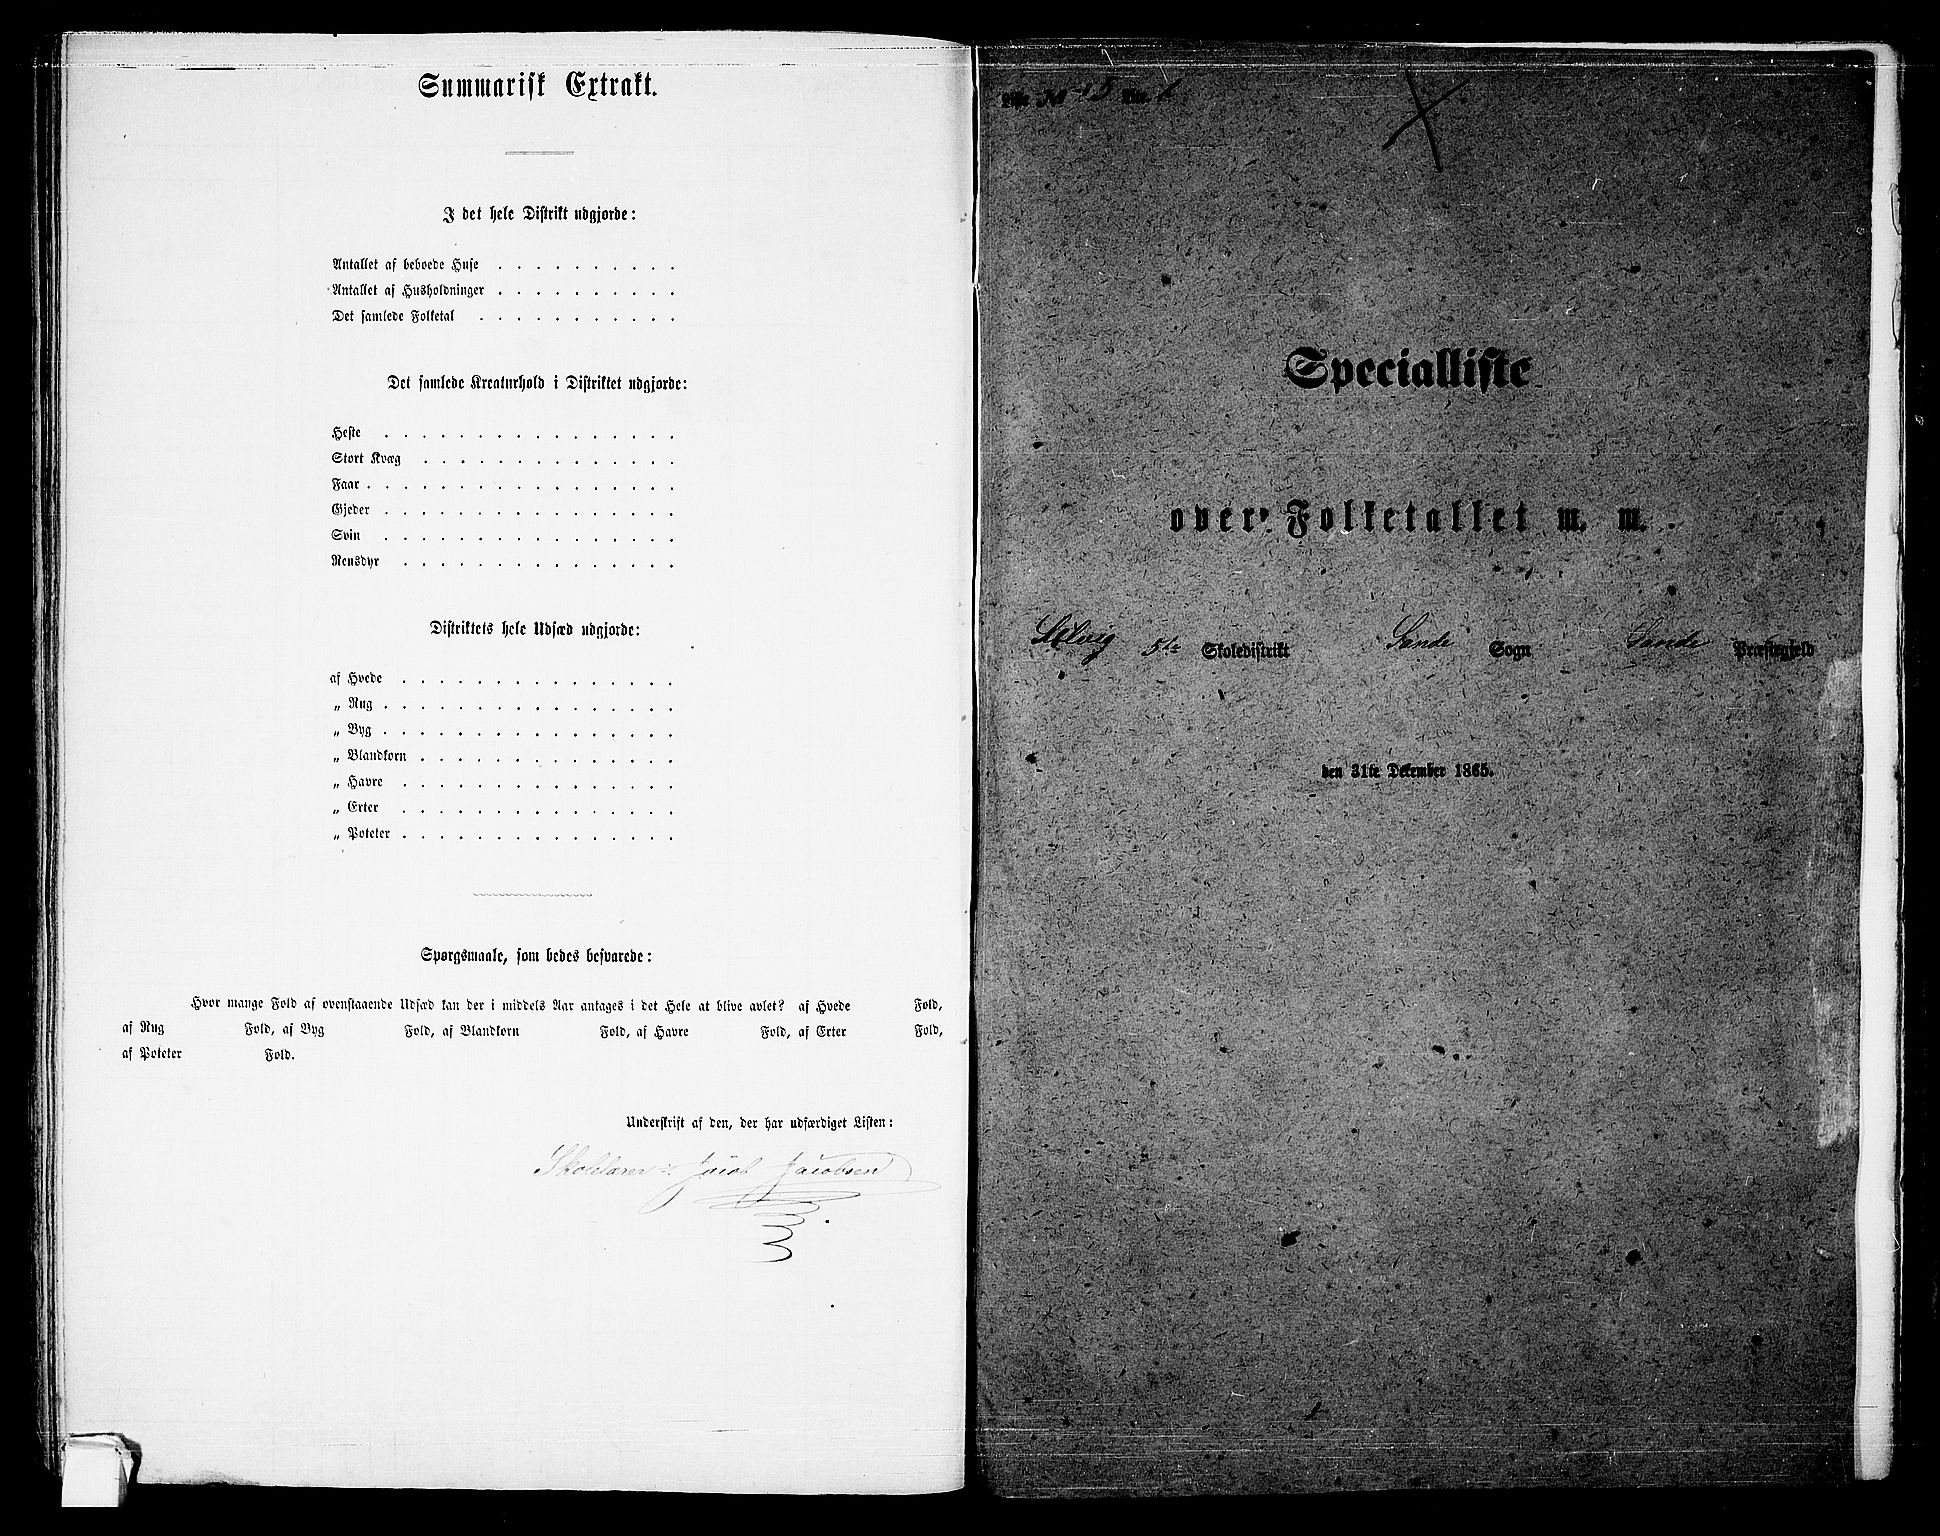 Summarisk Extrakt.
I det hele Distrikt udgjorde:
Antallet af beboede Huse . . . . . . . . . .
Antallet af Husholdninger . . . . . . . . . .
Det samlede Folketal . . . . . . . . . . .
Det samlede Kreaturhold i Distriktet udgjorde:
Heste . . . . . . . . . . . . . . . .
Stort Kvæg . . . . . . . . . . . . . .
Faar . . . . . . . . . . . . . . . . .
Gjeder . . . . . . . . . . . . . . . .
Svin . . . . . . . . . . . . . . . .
Rensdyr . . . . . . . . . . . . . . .
Distriktets hele Udsæd udgjorde:
af Hvede . . . . . . . . . . . . . . .
„ Rug . . . . . . . . . . . . . . . .
„ Byg . . . . . . . . . . . . . . . .
„ Blandkorn . . . . . . . . . . . . . .
„ Havre . . . . . . . . . . . . . . .
„ Erter . . . . . . . . . . . . . . .
„ Poteter . . . . . . . . . . . . . . .
Spørgsmaale, som bedes besvarede:
Hvor mange Fold af ovenstaaende Udsæd kan der i middels Aar antages i det Hele at blive avlet? af Hvede Fold,
af Rug Fold, af Byg Fold, af Blandkorn Fold, af Havre Fold, af Erter Fold,
af Poteter Fold.
Underskrift af den, der har udfærdiget Listen:
Skolelærer Jacob Jacobsen
Specialliste
over Folketallet m. m.
Selvig 5te Skoledistrikt Sande Sogn Sande Præstegjeld
den 31te December 1865.